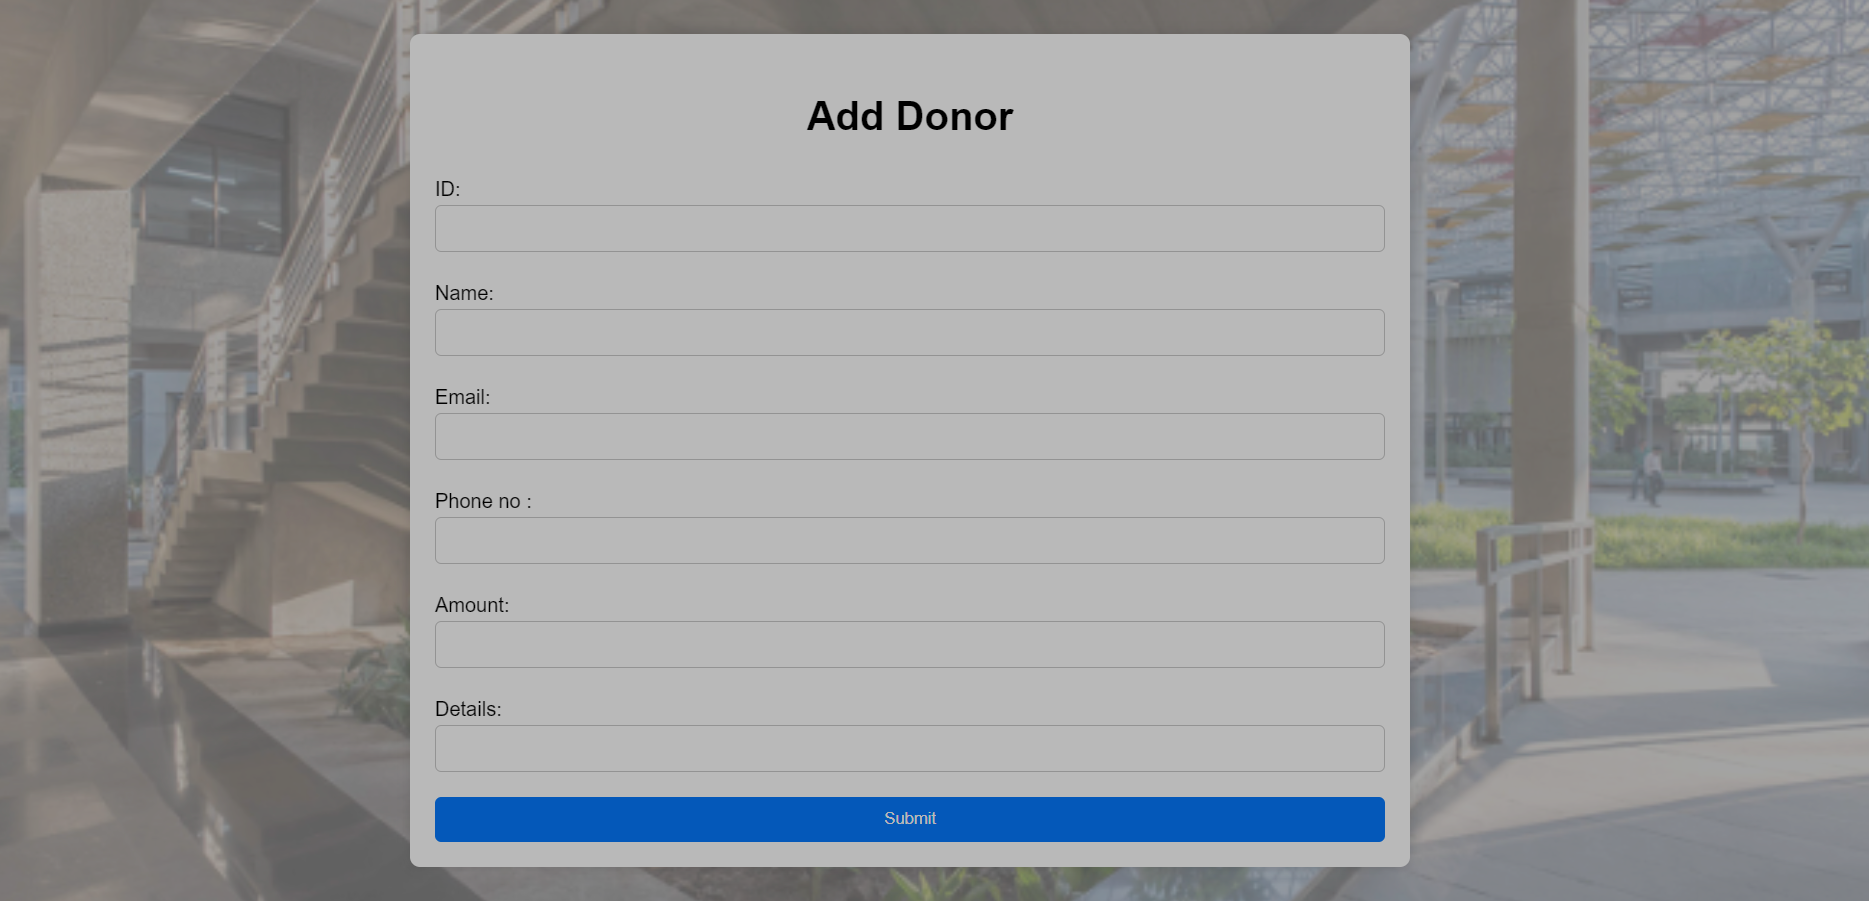 Add Donor
ID:
Name:
Email:
Phone no :
Amount:
Details:
Submit